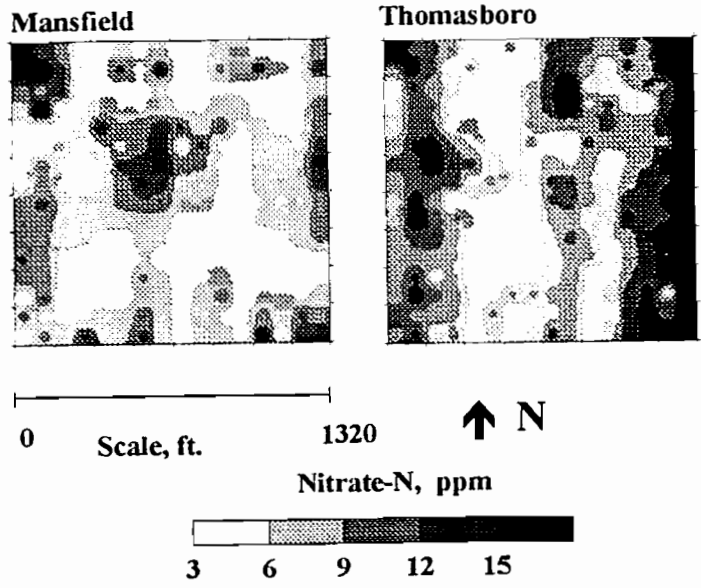 Mansfield
Thomasboro
0
Scale, ft.
1320
N
Nitrate-N, ppm
3 6 9 12 15